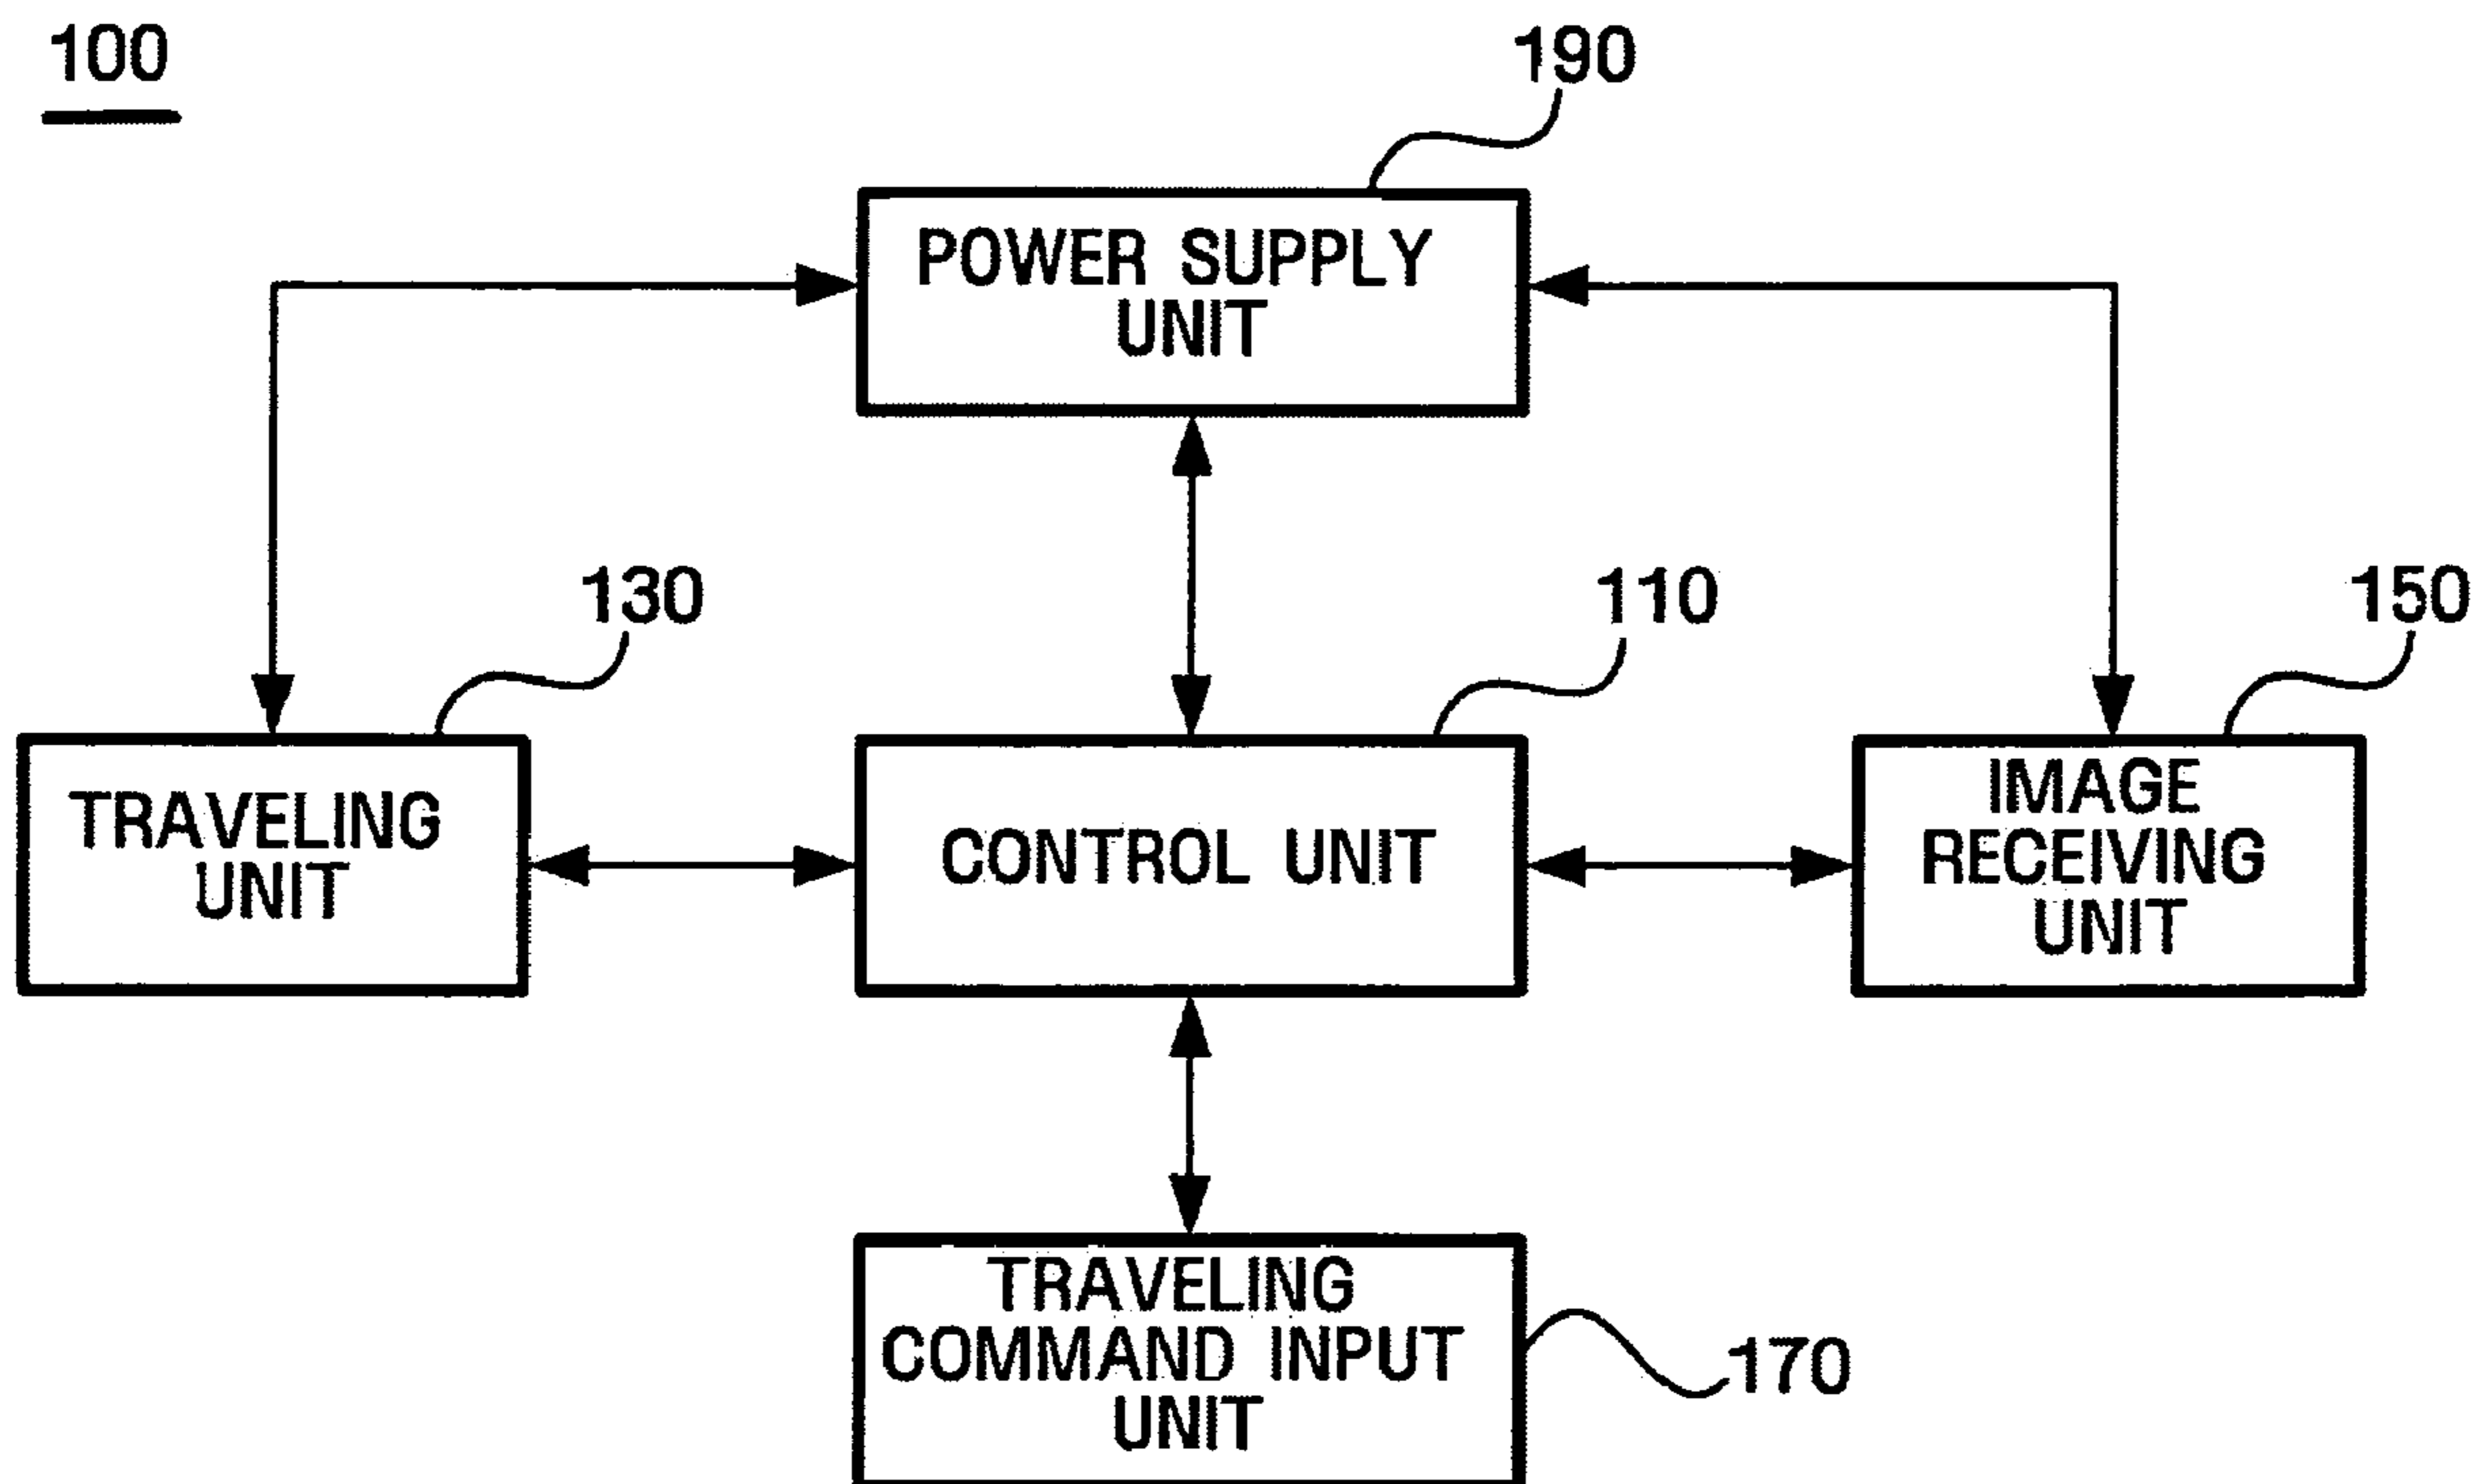 100
190
POWER SUPPLY
UNIT
130
110
150
TRAVELING
UNIT
CONTROL UNIT
IMAGE
RECEIVING
UNIT
TRAVELING
COMMAND INPUT
UNIT
170